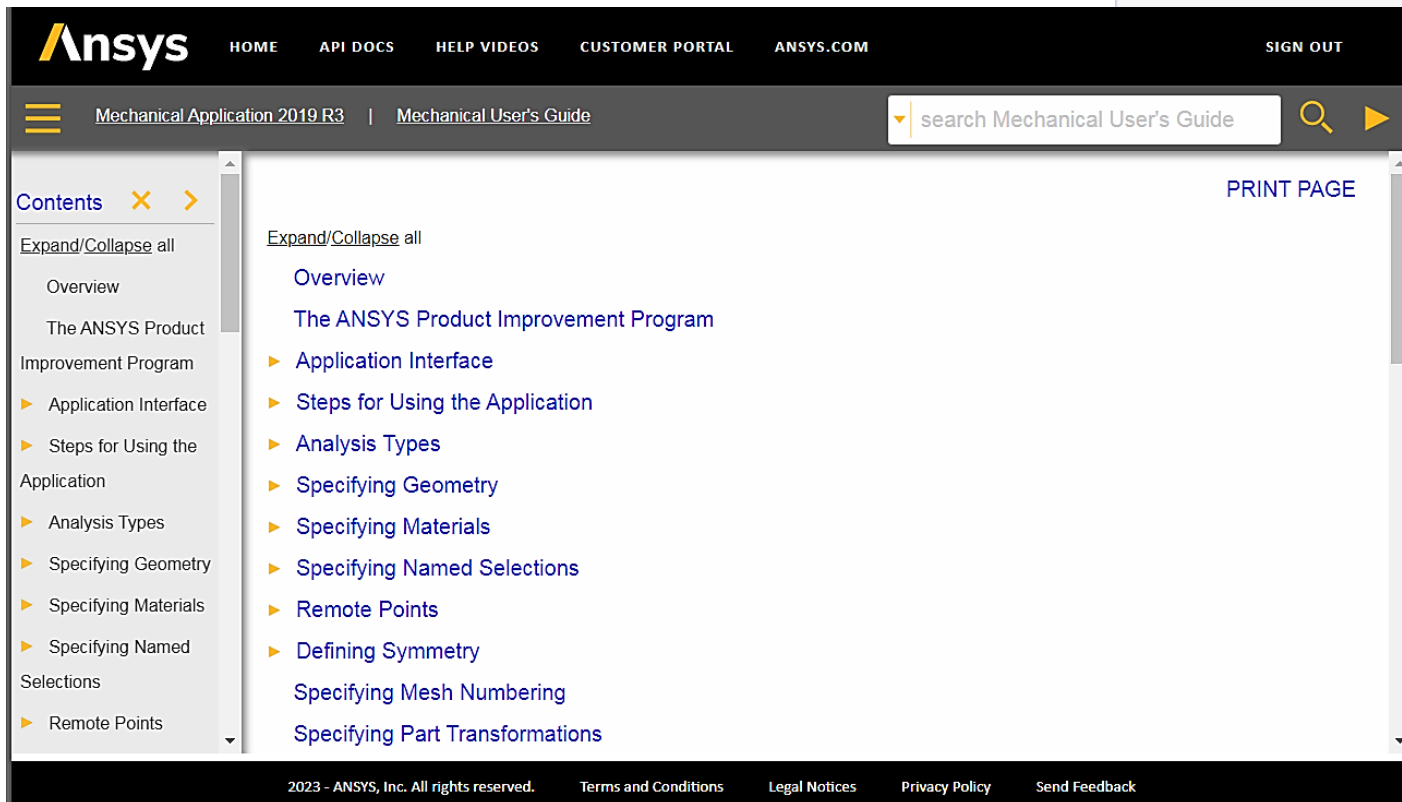 Ansys HOME API DOCS HELP VIDEOS CUSTOMER PORTAL ANSYS.COM SIGN OUT
Mechanical Application 2019 R3 | Mechanical User's Guide search Mechanical User's Guide
Contents
Expand/Collapse all
Overview
The ANSYS Product
Improvement Program
Application Interface
Steps for Using the
Application
Analysis Types
Specifying Geometry
Specifying Materials
Specifying Named
Selections
Remote Points
PRINT PAGE
Expand/Collapse all
Overview
The ANSYS Product Improvement Program
Application Interface
Steps for Using the Application
Analysis Types
Specifying Geometry
Specifying Materials
Specifying Named Selections
Remote Points
Defining Symmetry
Specifying Mesh Numbering
Specifying Part Transformations
2023 - ANSYS, Inc. All rights reserved. Terms and Conditions Legal Notices Privacy Policy Send Feedback